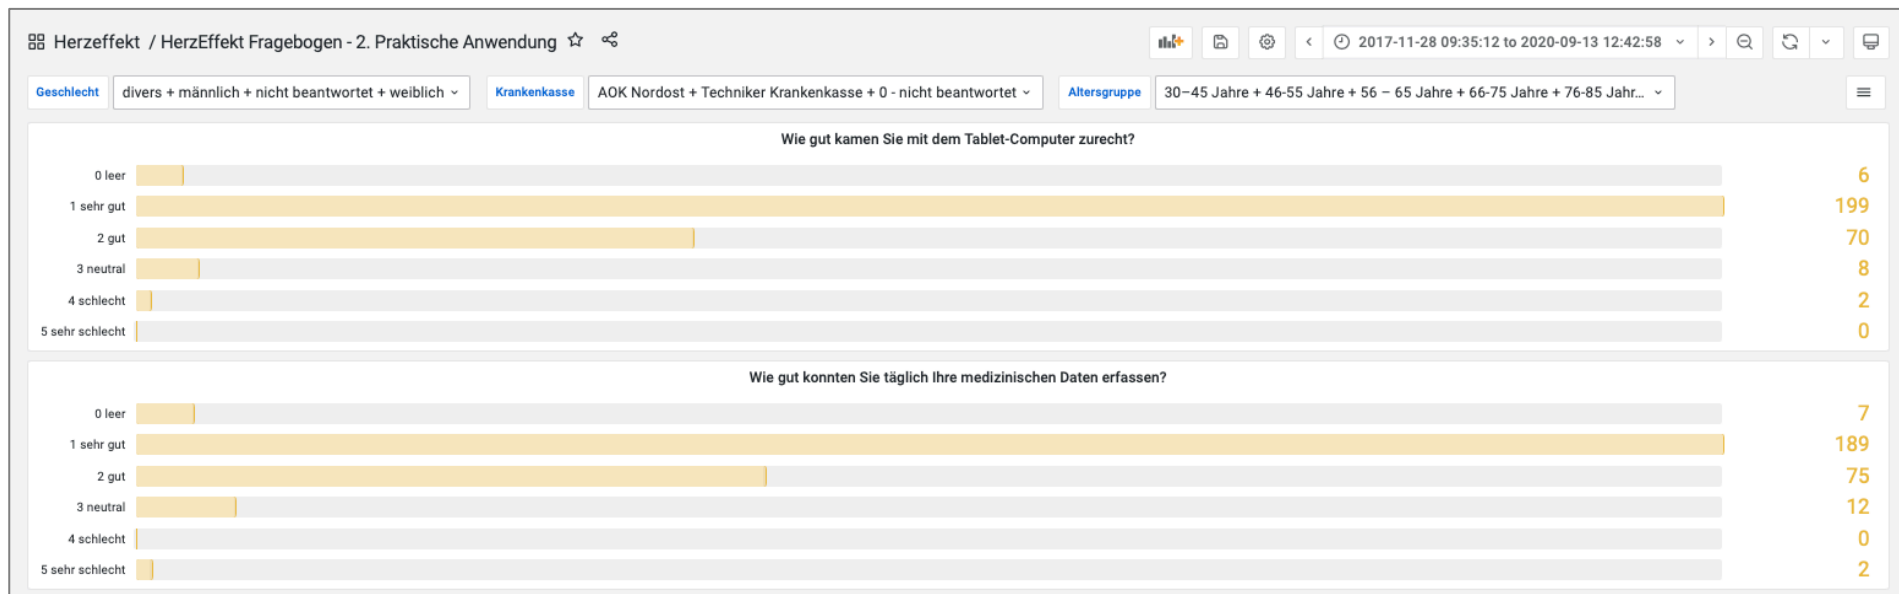 Herzeffekt / HerzEffekt Fragebogen - 2. Praktische Anwendung
2017-11-28 09:35:12 to 2020-09-13 12:42:58
Geschlecht divers + männlich + nicht beantwortet + weiblich
Krankenkasse AOK Nordost + Techniker Krankenkasse + 0 - nicht beantwortet
Altersgruppe 30–45 Jahre + 46-55 Jahre + 56 – 65 Jahre + 66-75 Jahre + 76-85 Jahr...
Wie gut kamen Sie mit dem Tablet-Computer zurecht?
0 leer 6
1 sehr gut 199
2 gut 70
3 neutral 8
4 schlecht 2
5 sehr schlecht 0
Wie gut konnten Sie täglich Ihre medizinischen Daten erfassen?
0 leer 7
1 sehr gut 189
2 gut 75
3 neutral 12
4 schlecht 0
5 sehr schlecht 2